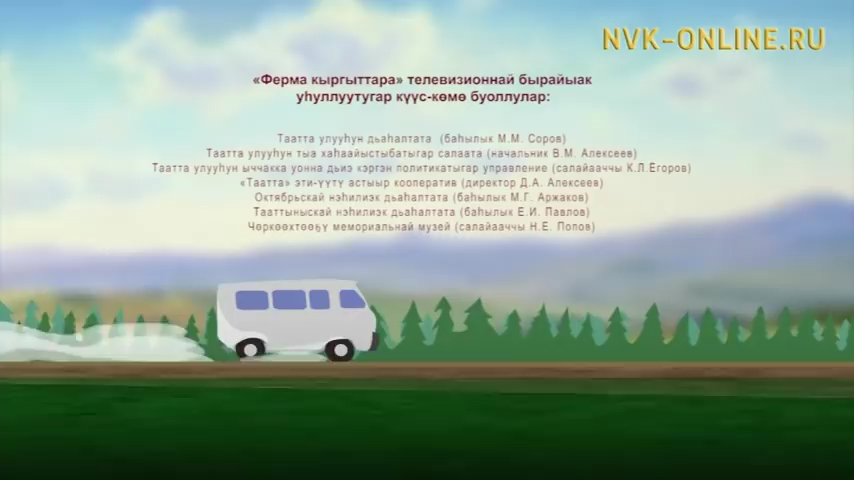 NVK-ONLINE.RU
«Ферма кыргыттара» телевизионнай бырайыак
уһуллуутугар күүс-көмө буоллулар:
Таатта улууһун дьаһалтата (баһылык М.М. Соров)
Таатта улууһун тыа хаһаайыстыбатыгар салаата (начальник В.М. Алексеев)
Таатта улууһун ыччакка уонна дьиэ кэргэн политикатыгар управление (салайааччы К.Л.Егоров)
«Таатта» эти-үүтү астыыр кооператив (директор Д.А. Алексеев)
Октябрьскай нэһилиэк дьаһалтата (баһылык М.Г. Аржаков)
Тааттыныскай нэһилиэк дьаһалтата (баһылык Е.И. Павлов)
Чөркөөхтөөҕү мемориальнай музей (салайааччы Н.Е. Попов)